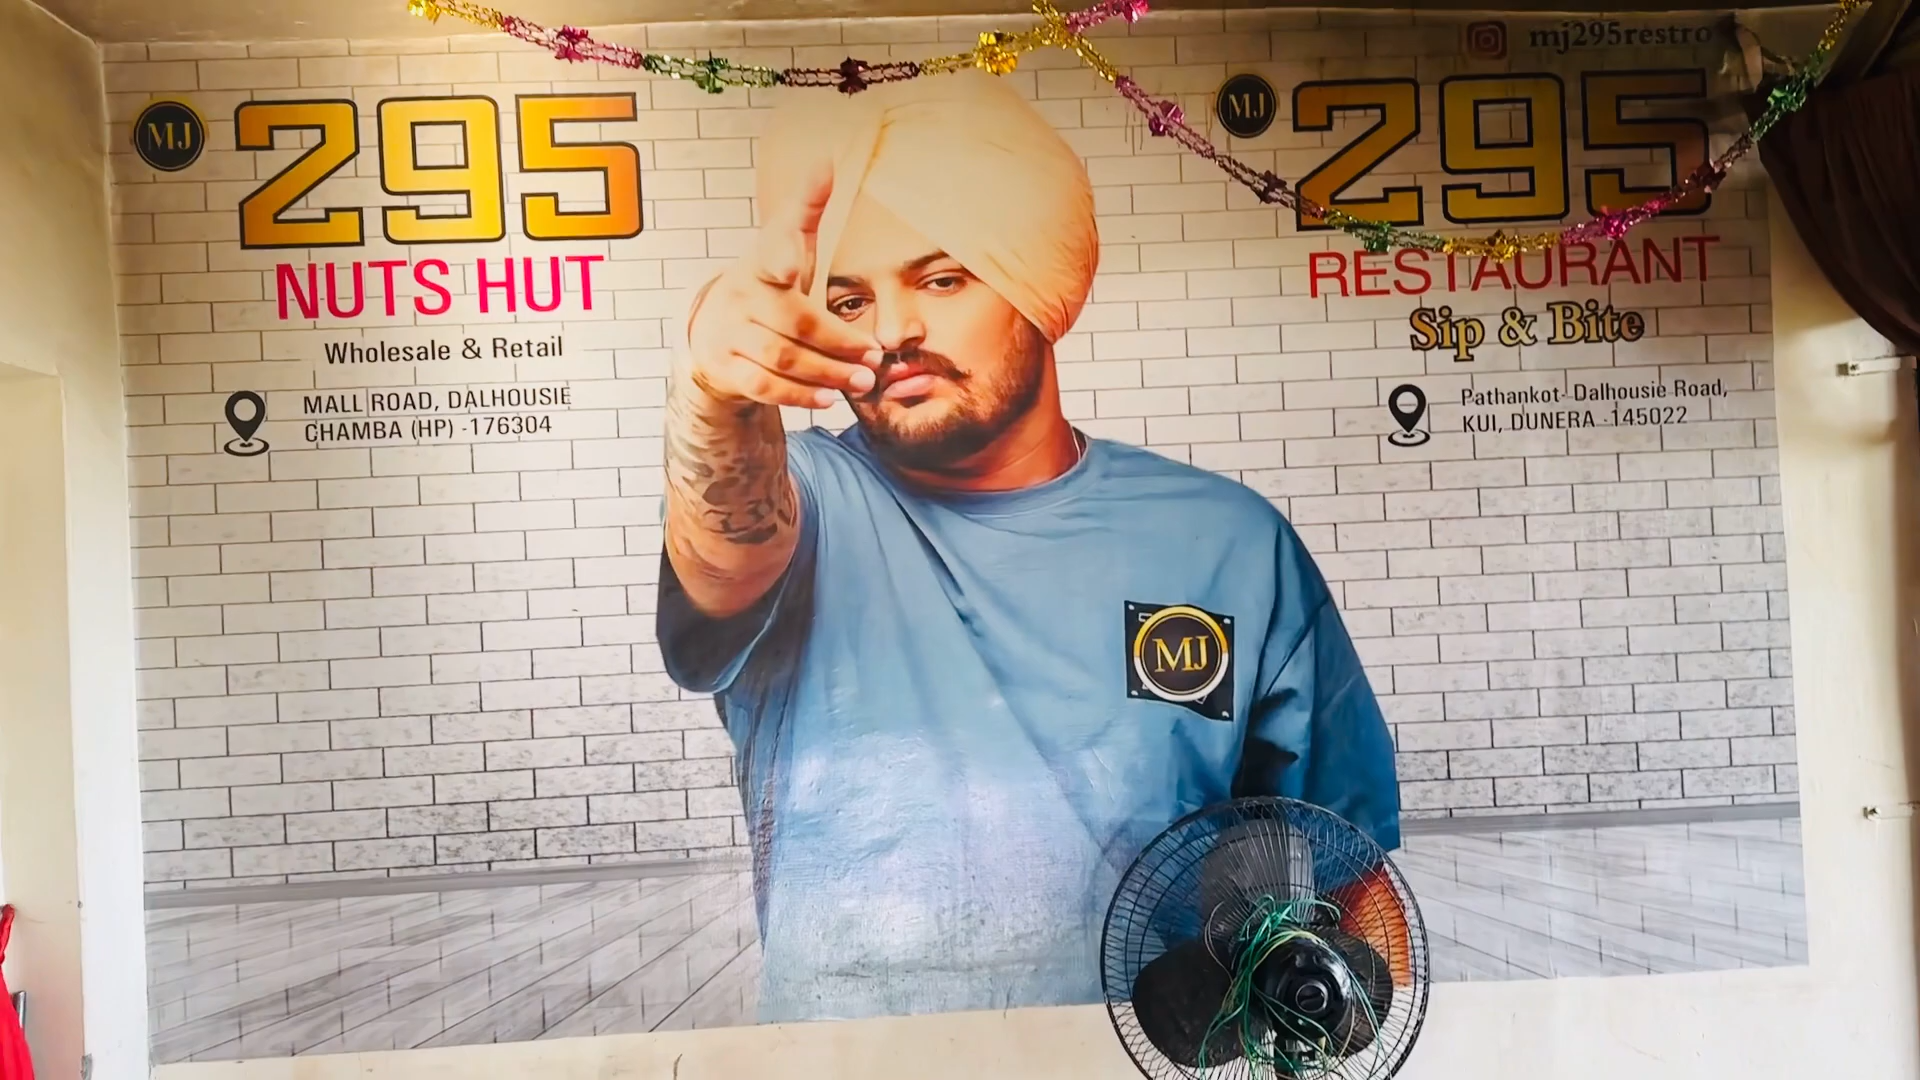 MJ
295
NUTS HUT
Wholesale & Retail
MALL ROAD, DALHOUSIE
CHAMBA (HP) -176304
mj295restro
MJ
295
RESTAURANT
Sip & Bite
Pathankot- Dalhousie Road,
KUI, DUNERA -145022
MJ